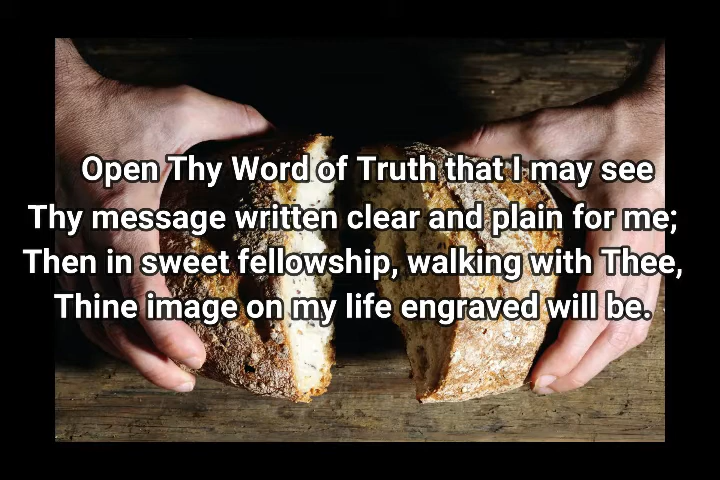 Open Thy Word of Truth that I may see
Thy message written clear and plain for me;
Then in sweet fellowship, walking with Thee,
Thine image on my life engraved will be.